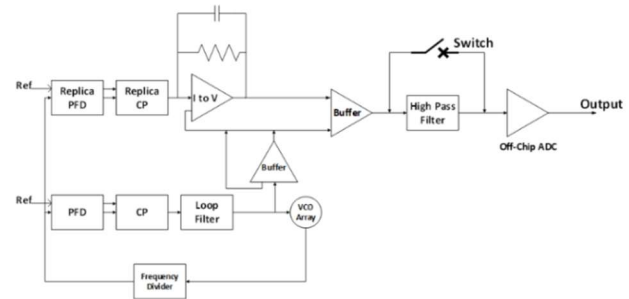 Switch
Ref
Replica
PFD
Replica
CP
I to V
Buffer
High Pass
Filter
Output
Off-Chip ADC
Buffer
Ref
PFD
CP
Loop
Filter
VCO
Array
Frequency
Divider